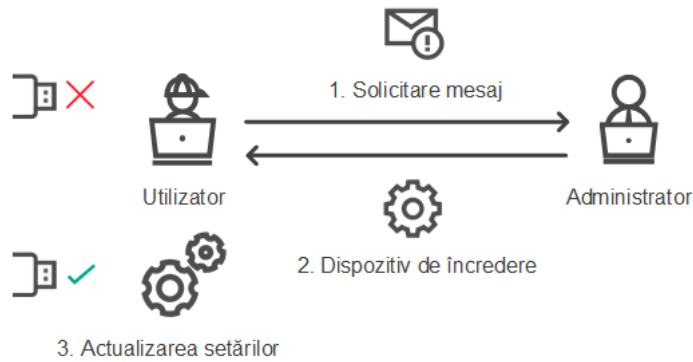 1. Solicitare mesaj
Utilizator
Administrator
2. Dispozitiv de încredere
3. Actualizarea setărilor